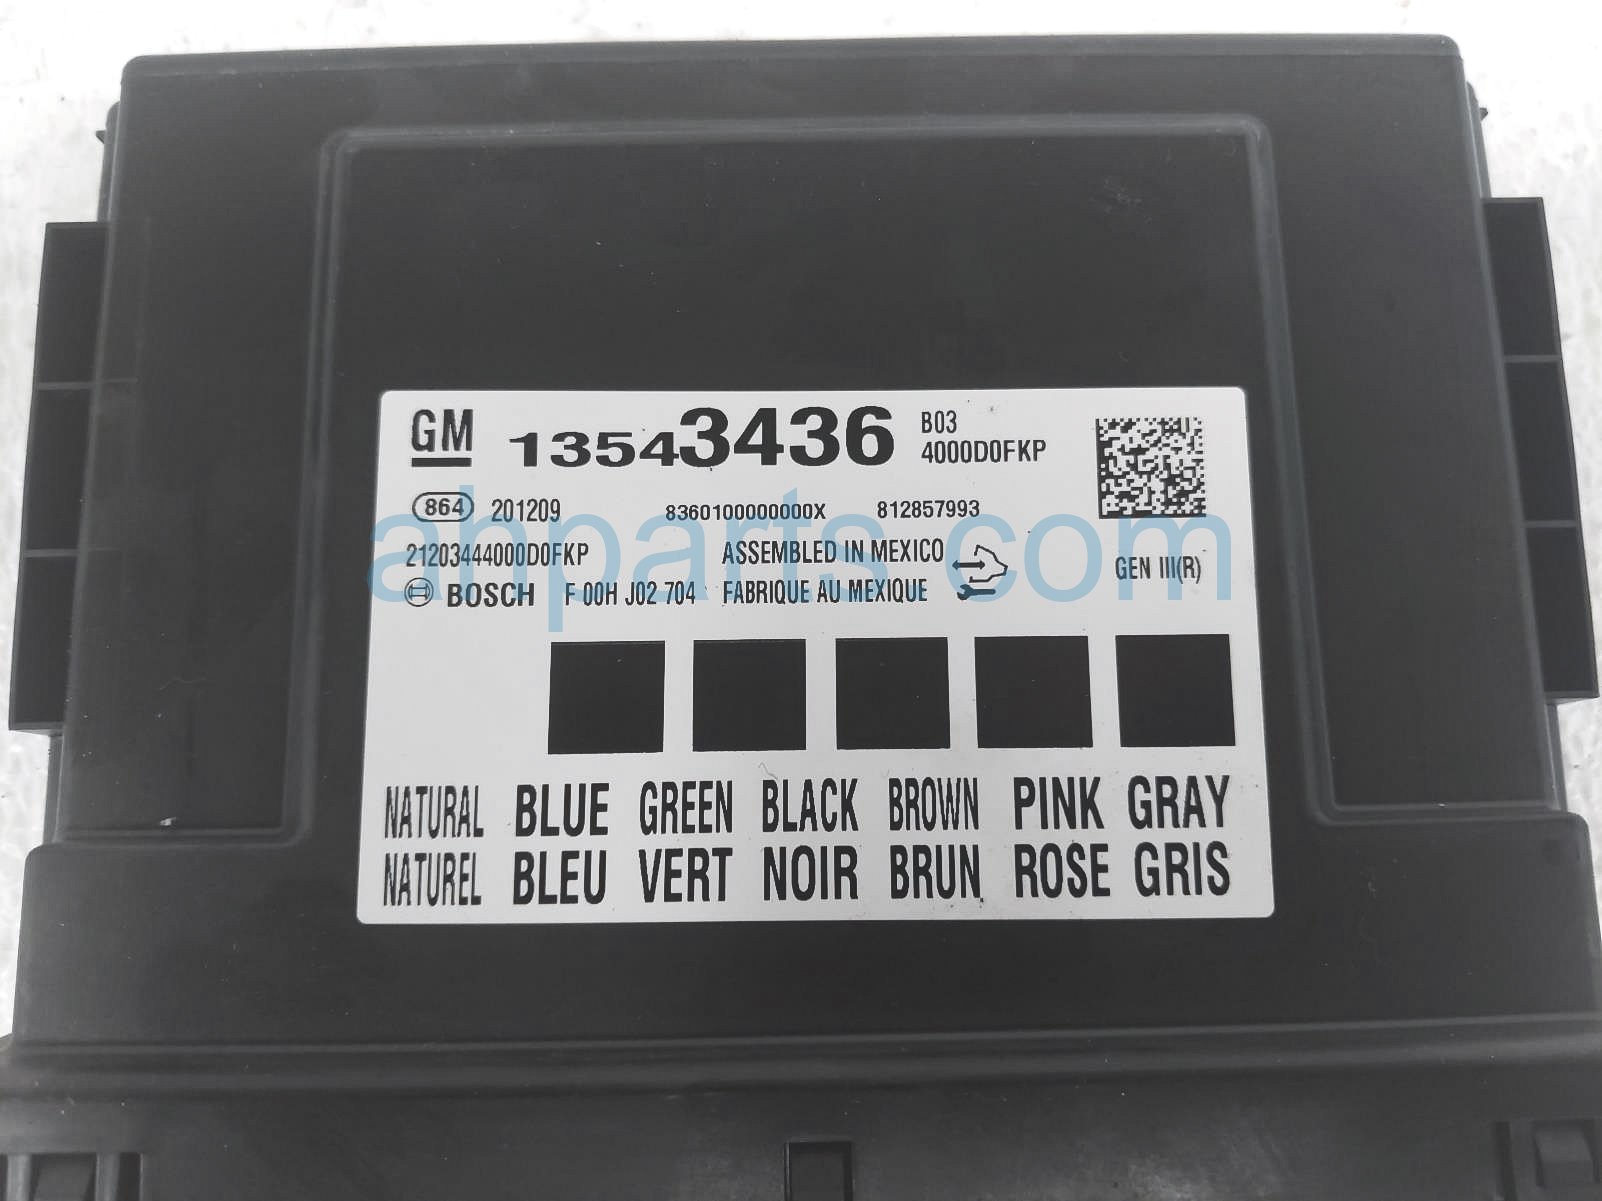 GM 13543436 B03
4000D0FKP
864 201209 8360100000000X 812857993
21203444000D0FKP ASSEMBLED IN MEXICO
BOSCH F 00H J02 704 FABRIQUE AU MEXIQUE
GEN III(R)
ahparts.com
NATURAL BLUE GREEN BLACK BROWN PINK GRAY
NATUREL BLEU VERT NOIR BRUN ROSE GRIS